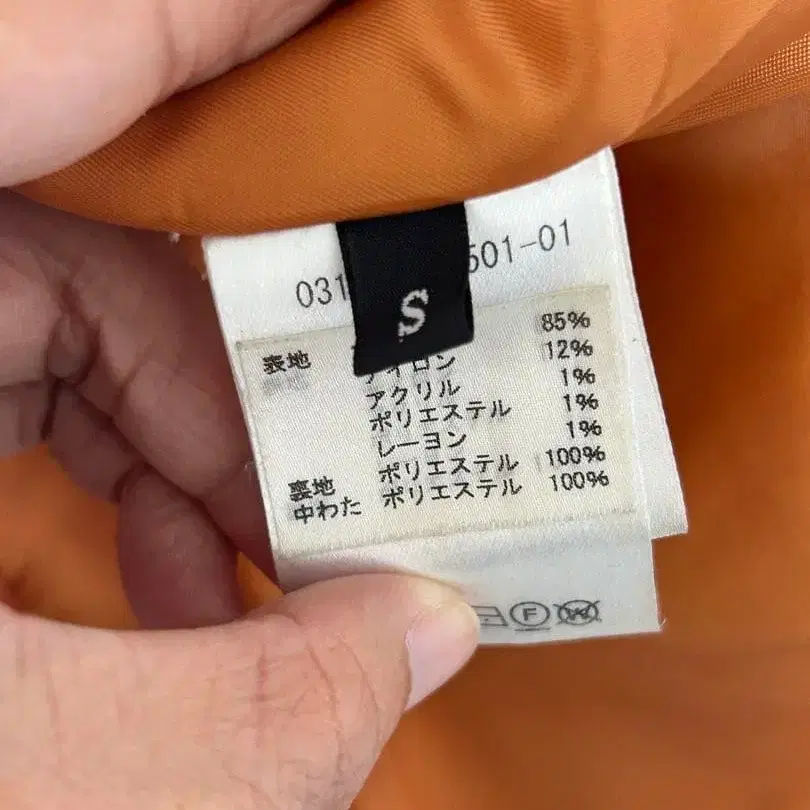 031 501-01
S
表地 85%
ナイロン 12%
アクリル 1%
ポリエステル 1%
レーヨン 1%
裏地 ポリエステル 100%
中わた ポリエステル 100%
F W